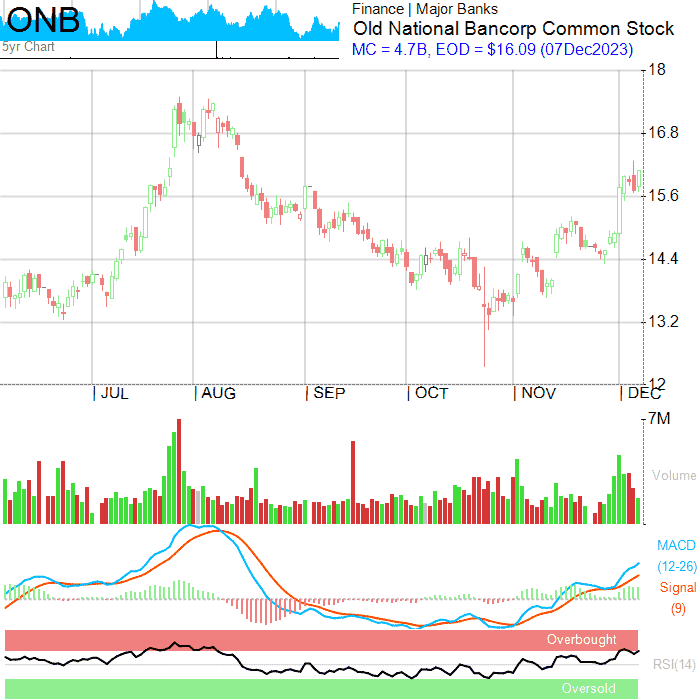 ONB
5yr Chart
Finance | Major Banks
Old National Bancorp Common Stock
MC = 4.7B, EOD = $16.09 (07Dec2023)
18
16.8
15.6
14.4
13.2
12
JUL AUG SEP OCT NOV DEC
7M
Volume
MACD
(12-26)
Signal
(9)
Overbought
RSI(14)
Oversold